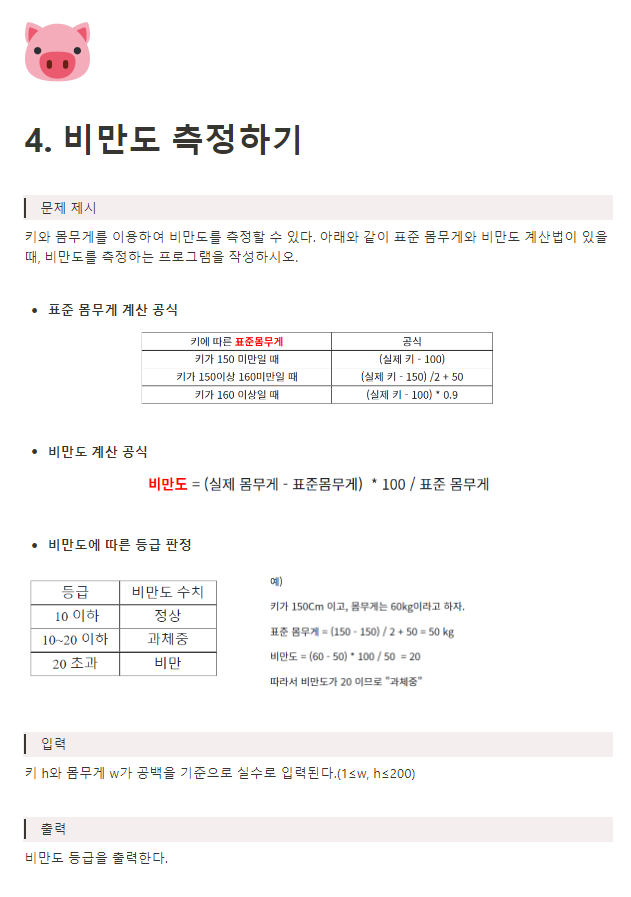 4. 비만도 측정하기
문제 제시
키와 몸무게를 이용하여 비만도를 측정할 수 있다. 아래와 같이 표준 몸무게와 비만도 계산법이 있을
때, 비만도를 측정하는 프로그램을 작성하시오.
• 표준 몸무게 계산 공식
키에 따른 표준몸무게 공식
키가 150 미만일 때 (실제 키 - 100)
키가 150이상 160미만일 때 (실제 키 - 150) /2 + 50
키가 160 이상일 때 (실제 키 - 100) * 0.9
• 비만도 계산 공식
비만도 = (실제 몸무게 - 표준몸무게) * 100 / 표준 몸무게
• 비만도에 따른 등급 판정
등급 비만도 수치
10 이하 정상
10~20 이하 과체중
20 초과 비만
예)
키가 150Cm 이고, 몸무게는 60kg이라고 하자.
표준 몸무게 = (150 - 150) / 2 + 50 = 50 kg
비만도 = (60 - 50) * 100 / 50 = 20
따라서 비만도가 20 이므로 "과체중"
입력
키 h와 몸무게 w가 공백을 기준으로 실수로 입력된다.(1≤w, h≤200)
출력
비만도 등급을 출력한다.